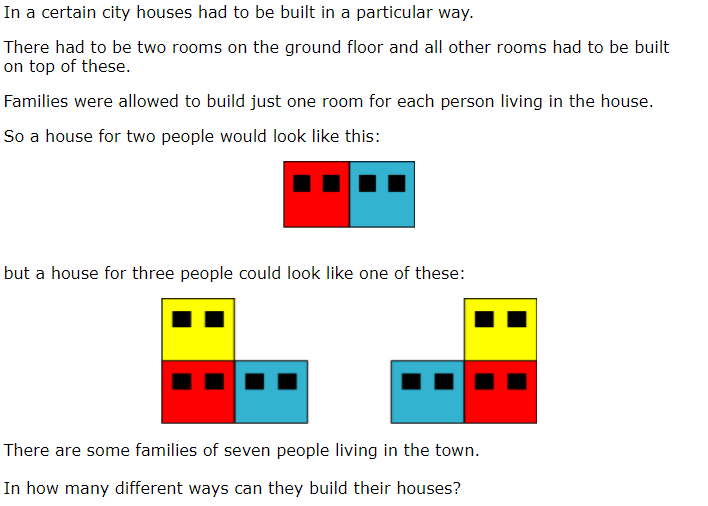 In a certain city houses had to be built in a particular way.
There had to be two rooms on the ground floor and all other rooms had to be built
on top of these.
Families were allowed to build just one room for each person living in the house.
So a house for two people would look like this:
but a house for three people could look like one of these:
There are some families of seven people living in the town.
In how many different ways can they build their houses?